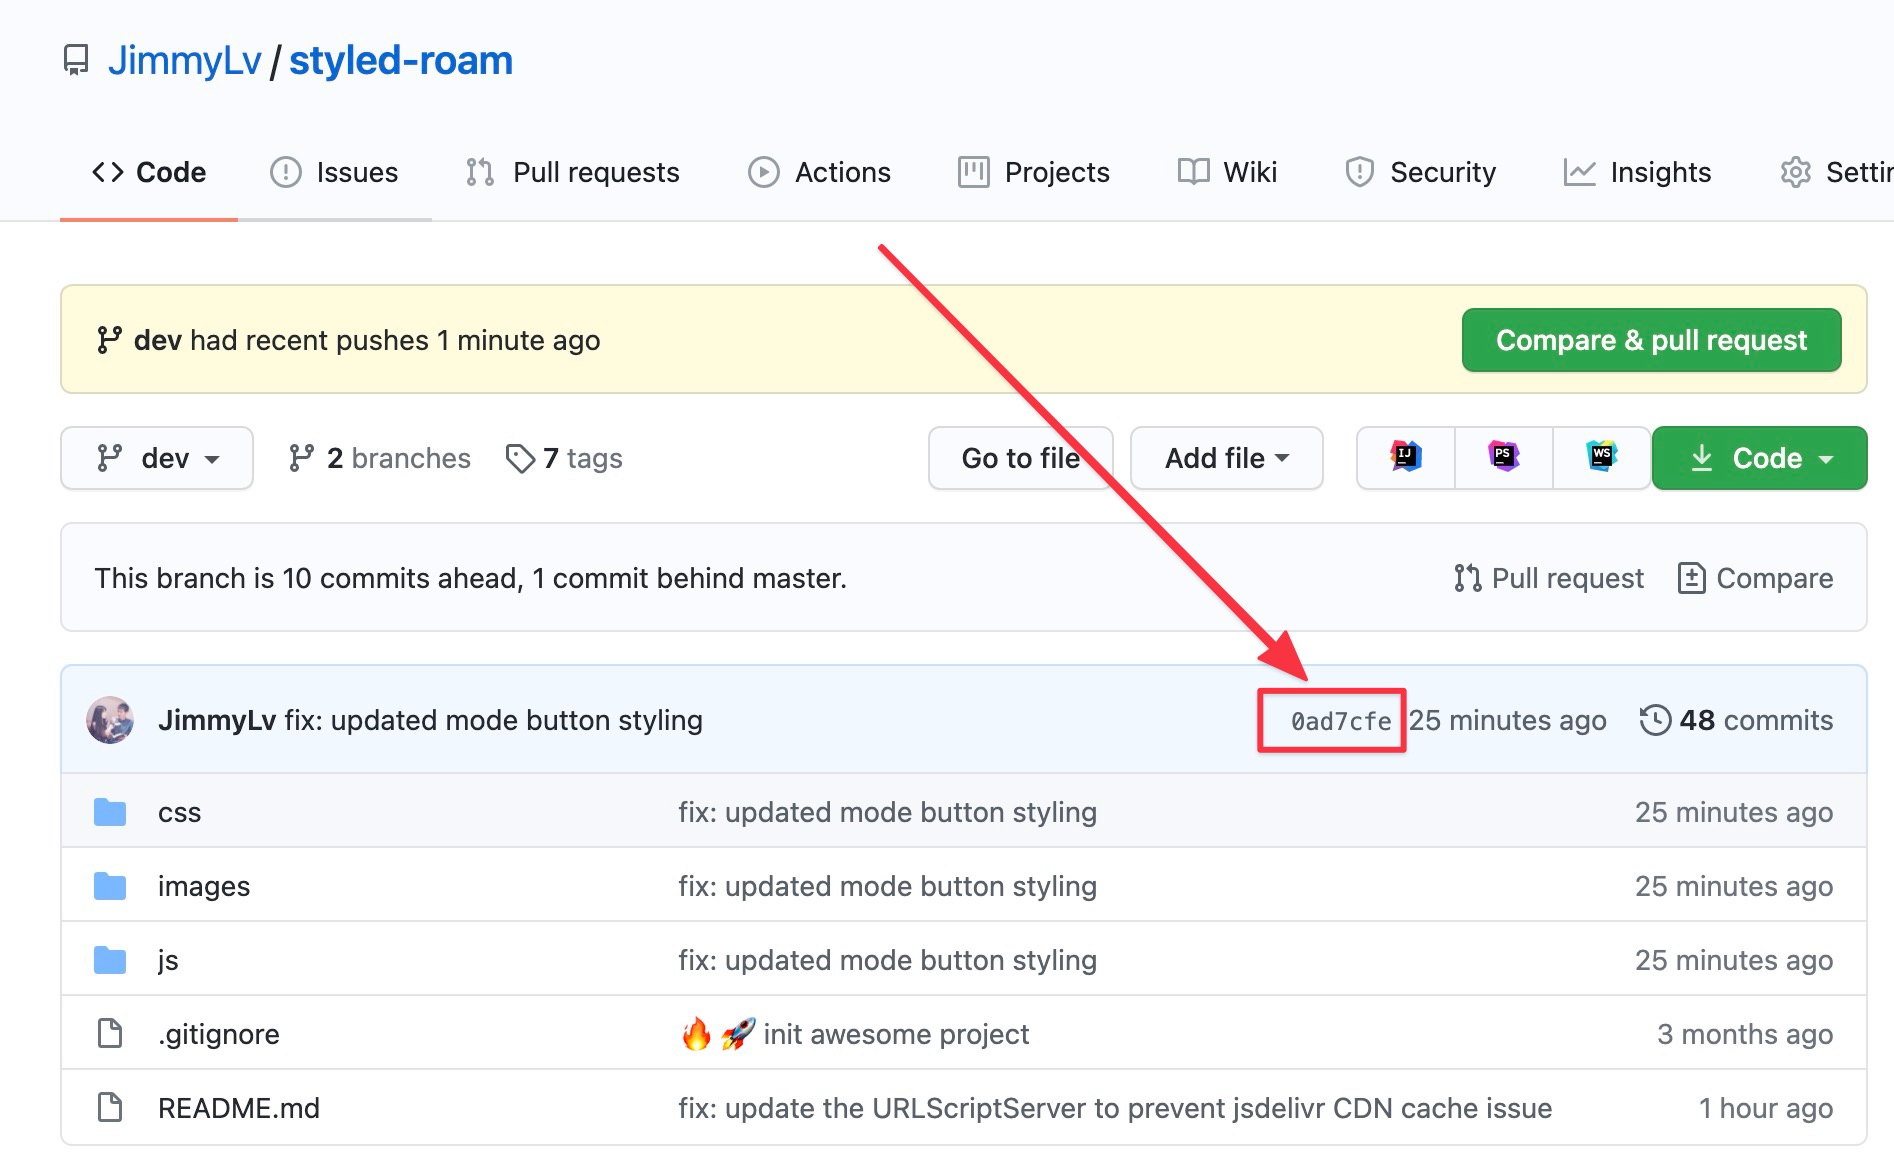 JimmyLv / styled-roam
Code Issues Pull requests Actions Projects Wiki Security Insights Settin
dev had recent pushes 1 minute ago Compare & pull request
dev 2 branches 7 tags Go to file Add file IJ PS WS Code
This branch is 10 commits ahead, 1 commit behind master. Pull request Compare
JimmyLv fix: updated mode button styling 0ad7cfe 25 minutes ago 48 commits
css fix: updated mode button styling 25 minutes ago
images fix: updated mode button styling 25 minutes ago
js fix: updated mode button styling 25 minutes ago
.gitignore 🔥 🚀 init awesome project 3 months ago
README.md fix: update the URLScriptServer to prevent jsdelivr CDN cache issue 1 hour ago